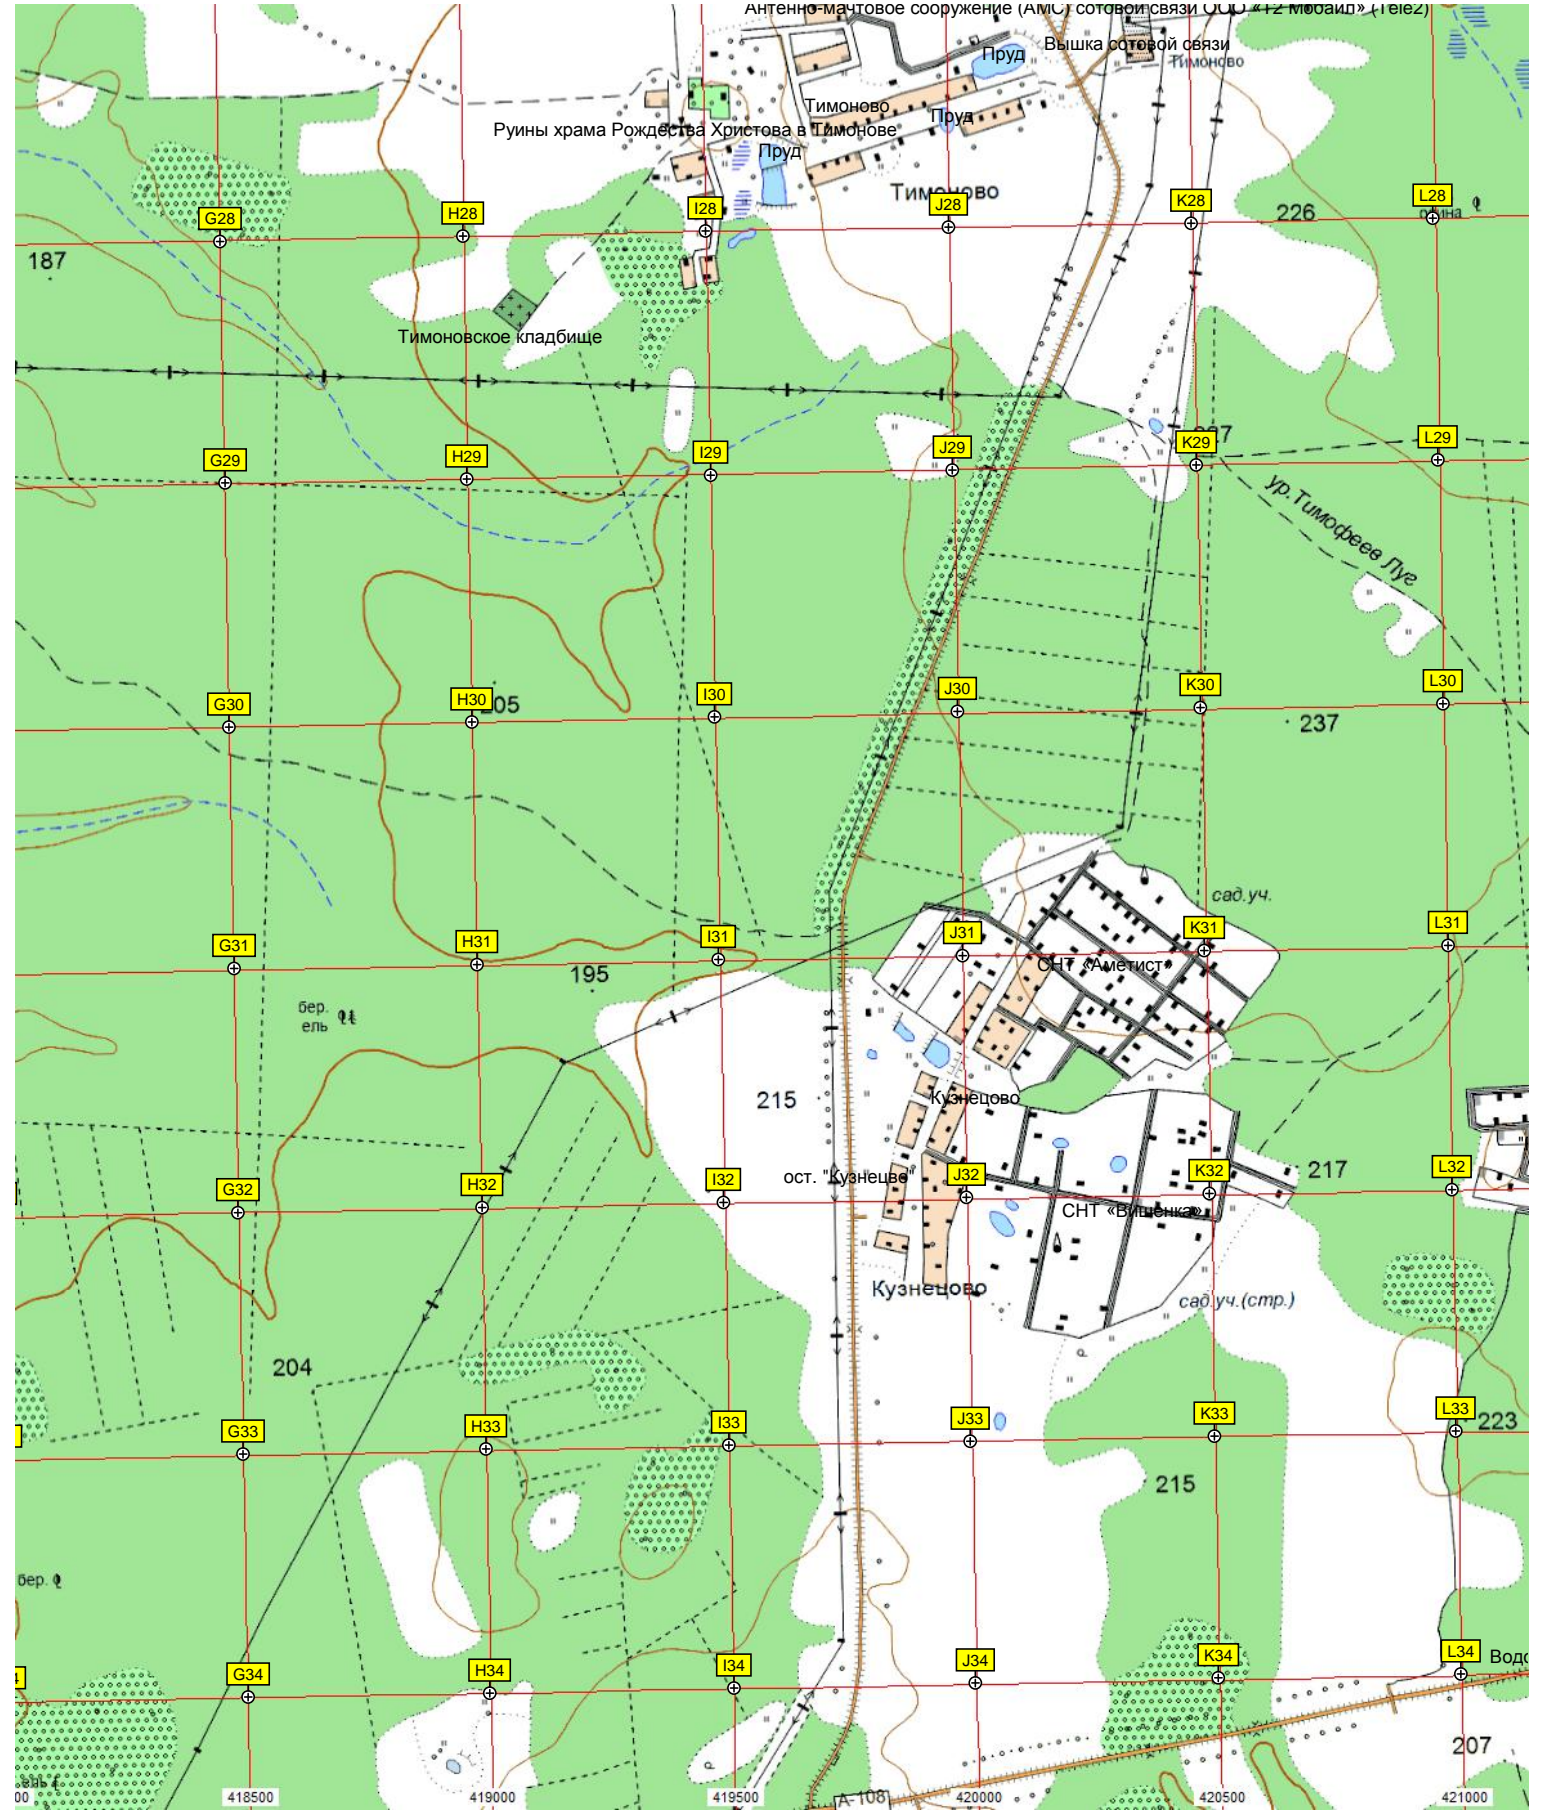 Антенно-мачтовое сооружение (АМС) сотовой связи ООО «Т2 Мобайл» (Tele2)
Пруд
Вышка сотовой связи
Тимоново
Тимоново
Пруд
Руины храма Рождества Христова в Тимонове
Пруд
Тимоново
G28
H28
I28
J28
K28
L28
226
187
Тимоновское кладбище
G29
H29
I29
J29
K29
L29
ур.Тимофеев Луг
G30
H30
I30
J30
K30
L30
205
237
сад.уч.
G31
H31
I31
J31
K31
L31
195
СНТ «Аметист»
бер.
ель
215
Кузнецово
G32
H32
I32
J32
K32
L32
217
ост. "Кузнецво"
СНТ «Вишенка»
Кузнецово
сад.уч.(стр.)
204
G33
H33
I33
J33
K33
L33
223
215
бер.
G34
H34
I34
J34
K34
L34
207
418500
419000
419500
А-108
420000
420500
421000